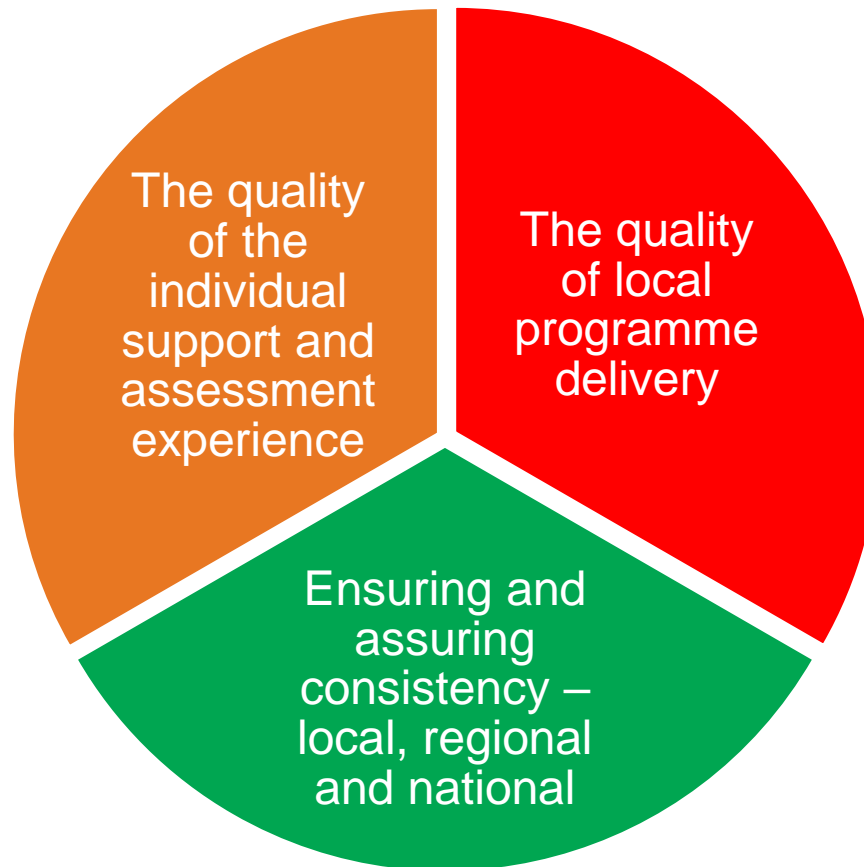 The quality
of the
individual
support and
assessment
experience
The quality
of local
programme
delivery
Ensuring and
assuring
consistency –
local, regional
and national